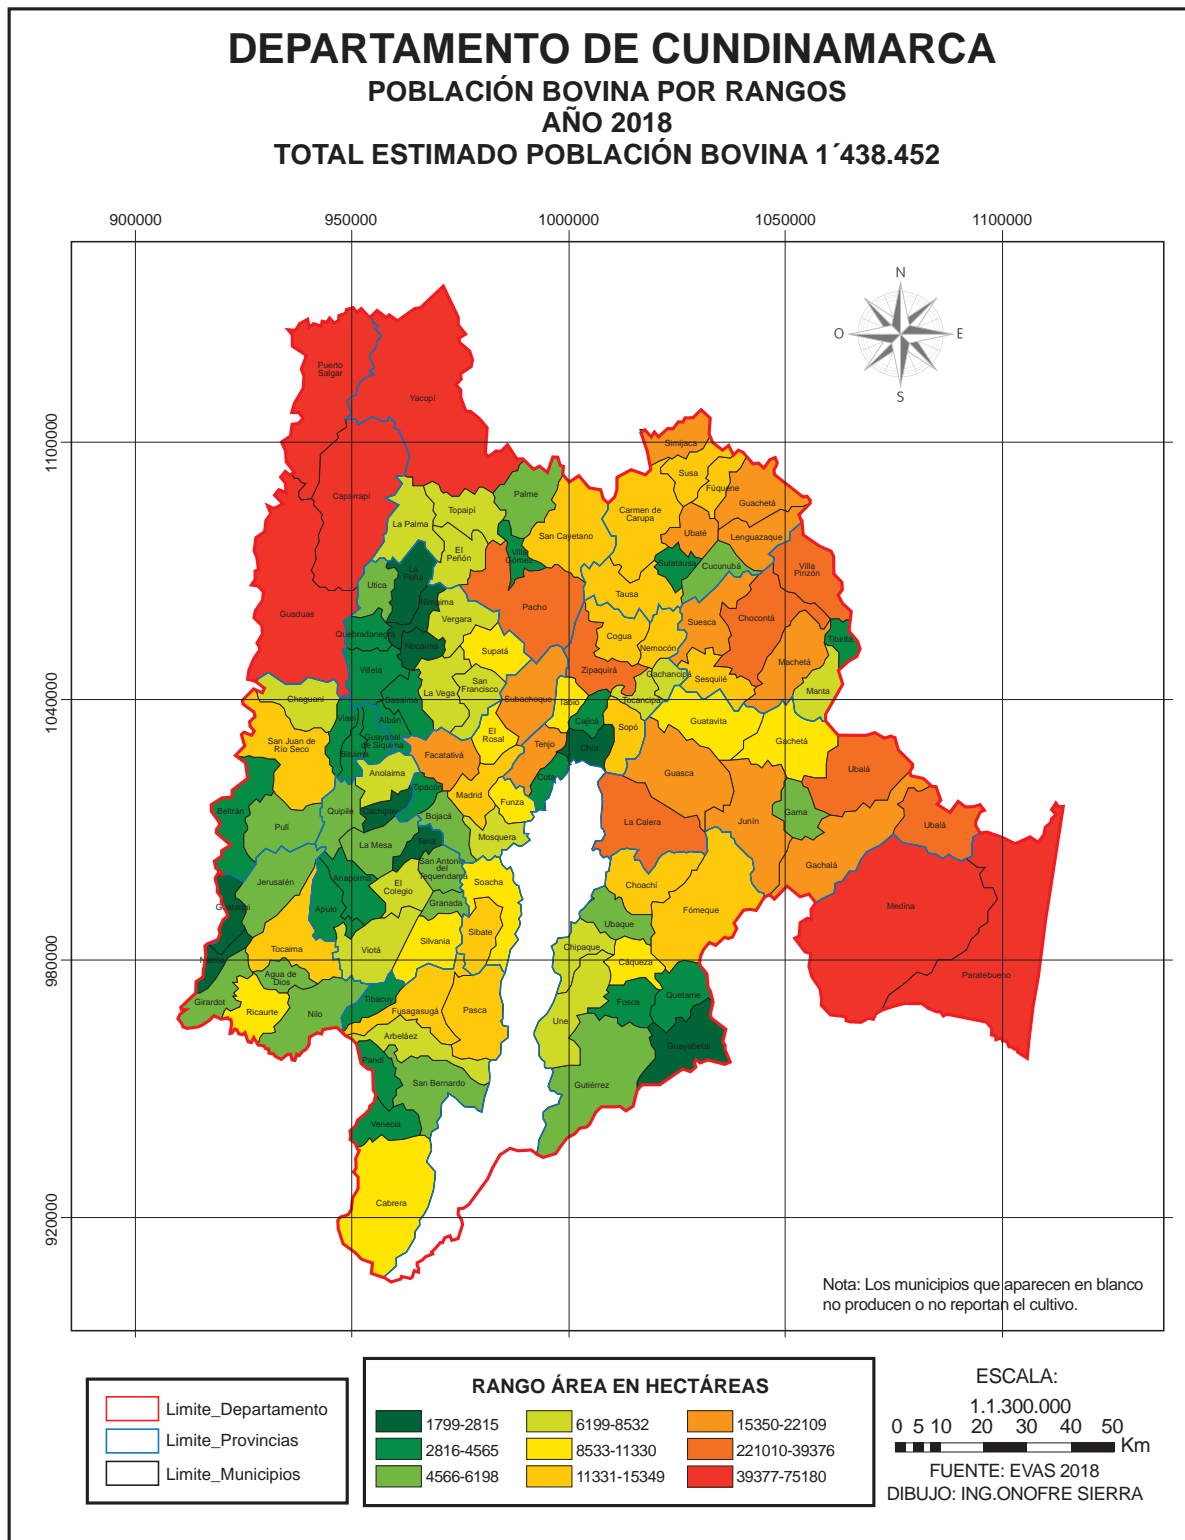 DEPARTAMENTO DE CUNDINAMARCA
POBLACIÓN BOVINA POR RANGOS
AÑO 2018
TOTAL ESTIMADO POBLACIÓN BOVINA 1´438.452
900000
950000
1000000
1050000
1100000
N
O
E
S
1100000
1040000
980000
920000
Puerto
Salgar
Yacopí
Caparrapí
Guaduas
Simijaca
Susa
Fúquene
Guachetá
Carmen de
Carupa
Ubaté
Lenguazaque
Palme
Topaipí
La Palma
El
Peñón
Villa
Gómez
San Cayetano
Sutatausa
Cucunubá
Villa
Pinzón
La
Peña
Utica
Nimaima
Vergara
Pacho
Tausa
Suesca
Chocontá
Tibirita
Quebradanegra
Nocaima
Supatá
Cogua
Nemocón
Machetá
Villeta
La Vega
San
Francisco
Zipaquirá
Gachancipá
Sesquilé
Manta
Sasaima
Subachoque
Tabio
Tocancipá
Chaguaní
Vianí
Albán
Guayabal
de Siquima
El
Rosal
Cajicá
Sopó
Guatavita
Gachetá
San Juan de
Río Seco
Bituima
Facatativá
Tenjo
Chía
Anolaima
Zipacón
Cota
Guasca
Ubalá
Beltrán
Quipile
Cachipay
Madrid
Funza
Bojacá
Mosquera
La Calera
Junín
Gama
Ubalá
Pulí
La Mesa
Tena
San Antonio
del
Tequendama
Gachalá
Jerusalén
Anapoima
El
Colegio
Granada
Soacha
Choachí
Fómeque
Medina
Guataquí
Apulo
Ubaque
Tocaima
Viotá
Silvania
Sibate
Chipaque
Cáqueza
Nariño
Agua de
Dios
Paratebueno
Girardot
Ricaurte
Nilo
Tibacuy
Fusagasugá
Pasca
Une
Fosca
Quetame
Arbeláez
Guayabetal
Pandí
San Bernardo
Gutiérrez
Venecia
Cabrera
Nota: Los municipios que aparecen en blanco
no producen o no reportan el cultivo.
Limite_Departamento
Limite_Provincias
Limite_Municipios
RANGO ÁREA EN HECTÁREAS
1799-2815
6199-8532
15350-22109
2816-4565
8533-11330
221010-39376
4566-6198
11331-15349
39377-75180
ESCALA:
1.1.300.000
0 5 10 20 30 40 50
Km
FUENTE: EVAS 2018
DIBUJO: ING.ONOFRE SIERRA